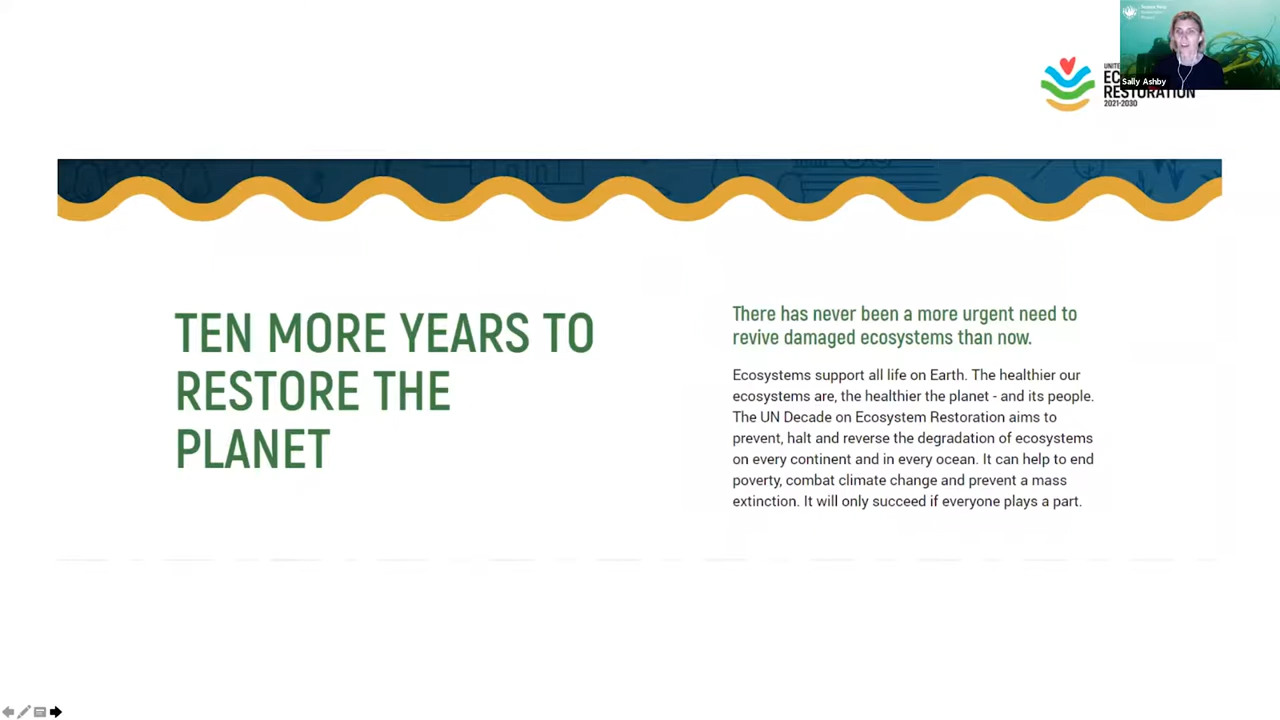 Sally Ashby
UNITE
EC
RESTORATION
2021-2030
TEN MORE YEARS TO
RESTORE THE
PLANET
There has never been a more urgent need to
revive damaged ecosystems than now.
Ecosystems support all life on Earth. The healthier our
ecosystems are, the healthier the planet - and its people.
The UN Decade on Ecosystem Restoration aims to
prevent, halt and reverse the degradation of ecosystems
on every continent and in every ocean. It can help to end
poverty, combat climate change and prevent a mass
extinction. It will only succeed if everyone plays a part.